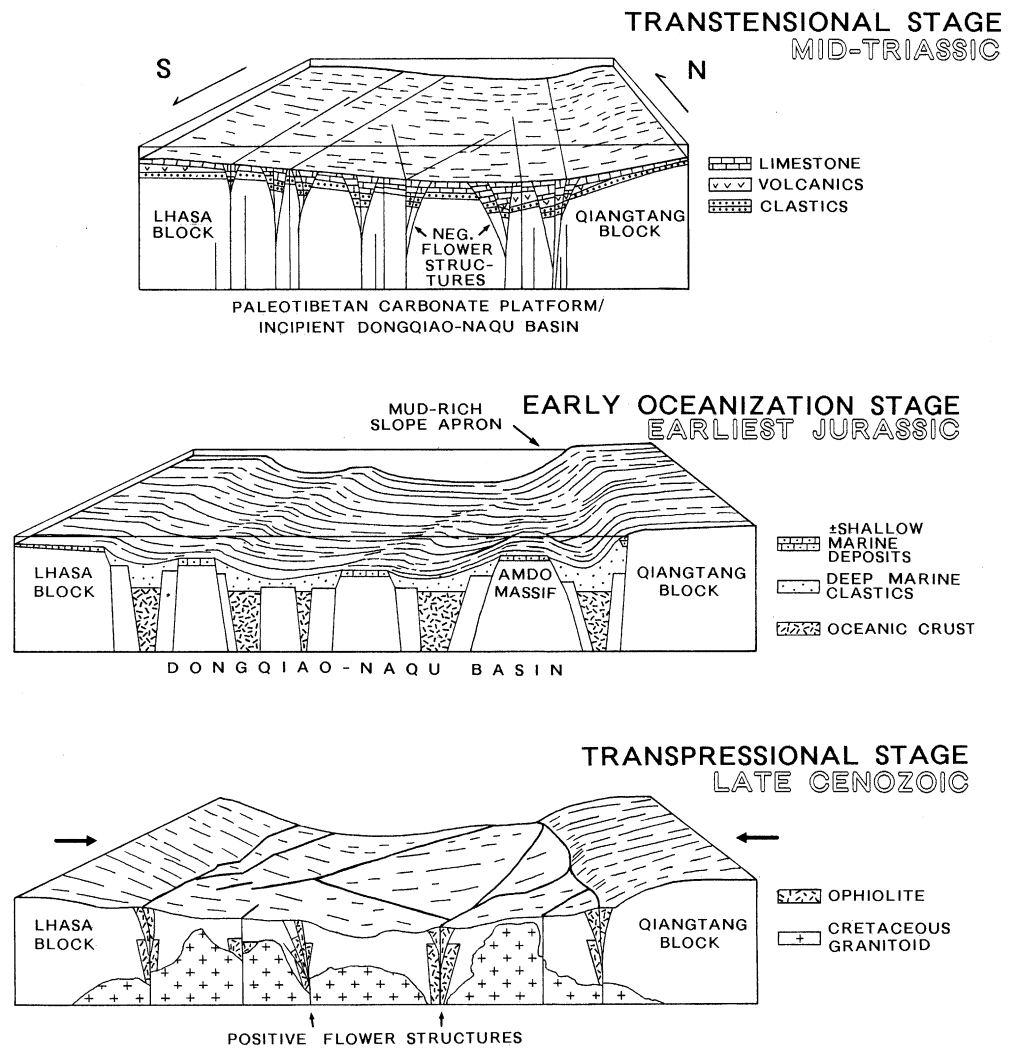 TRANSTENSIONAL STAGE
MID-TRIASSIC
S
N
LIMESTONE
VOLCANICS
CLASTICS
LHASA
BLOCK
NEG.
FLOWER
STRUC-
TURES
QIANGTANG
BLOCK
PALEOTIBETAN CARBONATE PLATFORM/
INCIPIENT DONGQIAO-NAQU BASIN
MUD-RICH
SLOPE APRON
EARLY OCEANIZATION STAGE
EARLIEST JURASSIC
±SHALLOW
MARINE
DEPOSITS
DEEP MARINE
CLASTICS
OCEANIC CRUST
LHASA
BLOCK
AMDO
MASSIF
QIANGTANG
BLOCK
DONGQIAO-NAQU BASIN
TRANSPRESSIONAL STAGE
LATE CENOZOIC
OPHIOLITE
CRETACEOUS
GRANITOID
LHASA
BLOCK
QIANGTANG
BLOCK
POSITIVE FLOWER STRUCTURES